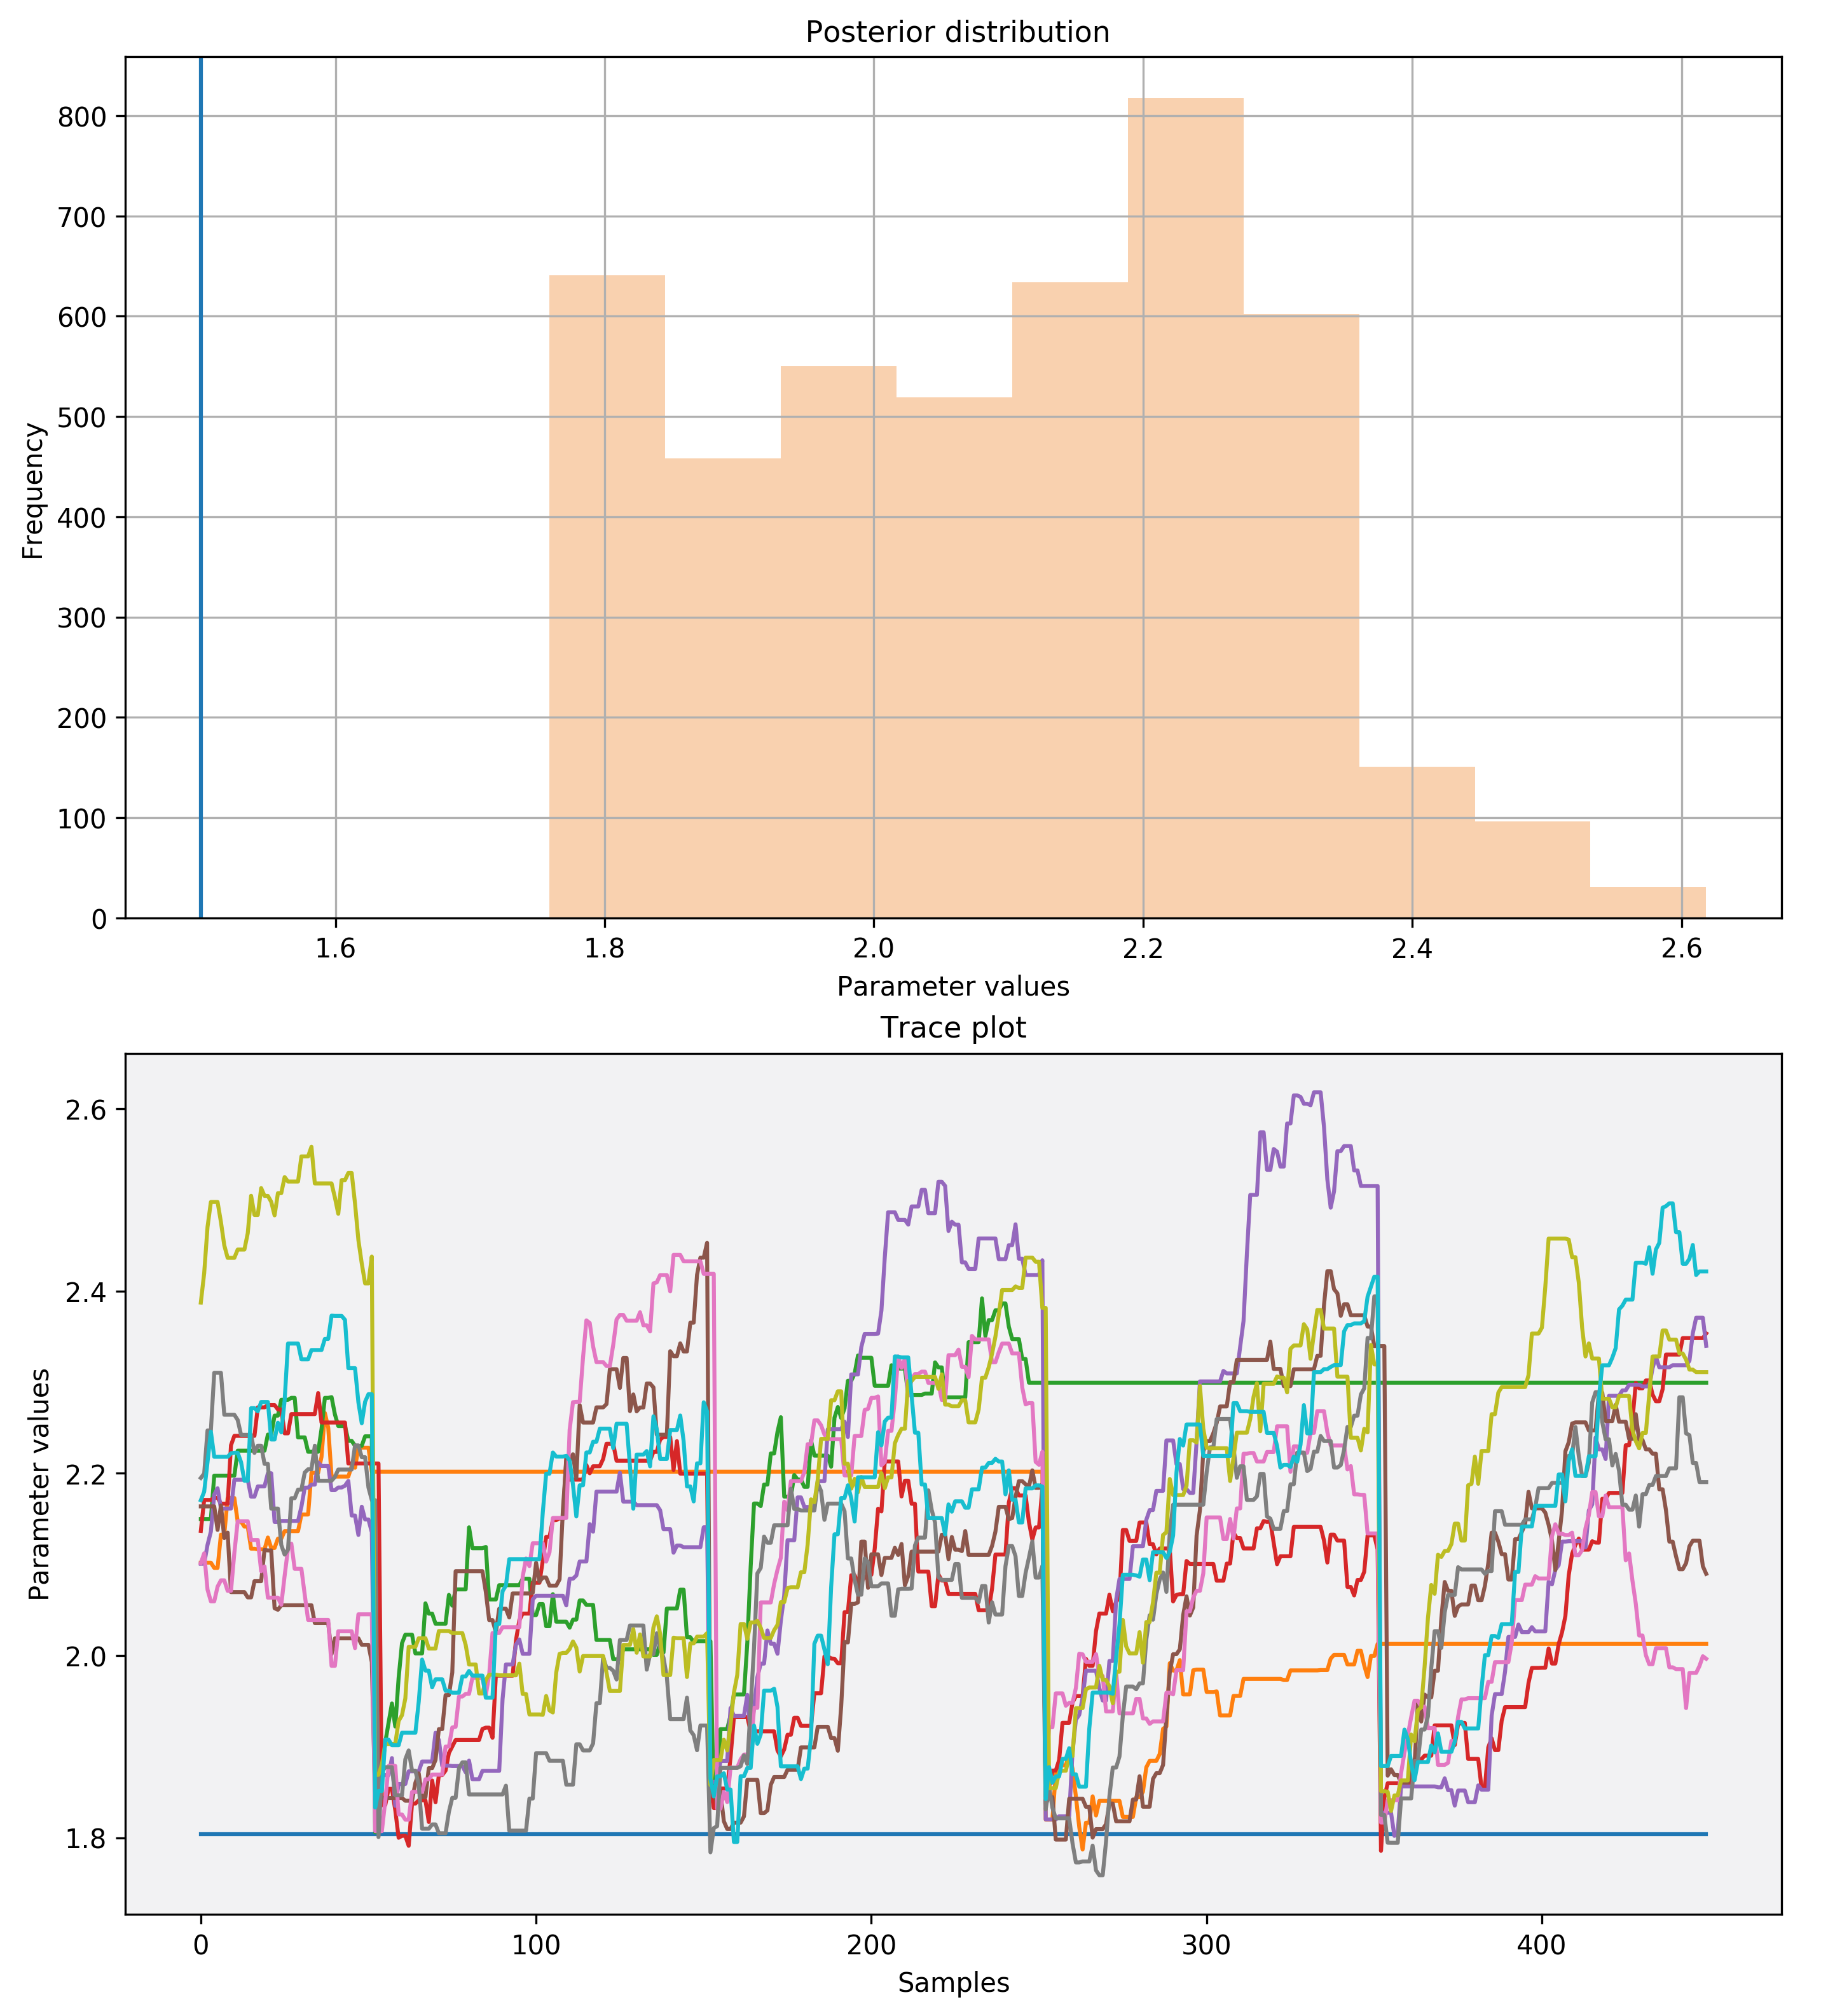 Posterior distribution
800
700
600
500
400
300
200
100
0
Frequency
1.6 1.8 2.0 2.2 2.4 2.6
Parameter values
Trace plot
2.6
2.4
2.2
2.0
1.8
Parameter values
0 100 200 300 400
Samples